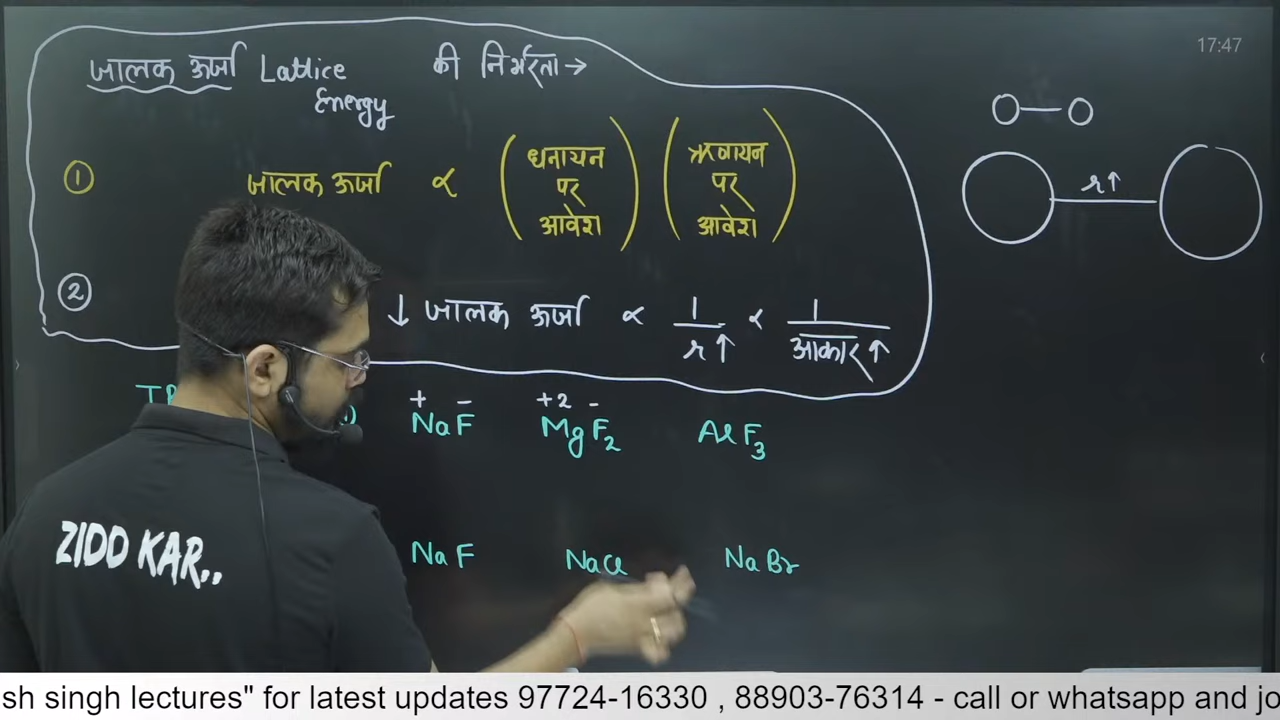 17:47
जालक ऊर्जा Lattice Energy की निर्भरता →
① जालक ऊर्जा ∝ (धनायन पर आवेश) (ऋणायन पर आवेश)
r↑
② ↓ जालक ऊर्जा ∝ 1/r↑ ∝ 1/आकार↑
+ - +2 -
NaF MgF₂ AlF₃
NaF NaCl NaBr
ZIDD KAR..
sh singh lectures" for latest updates 97724-16330 , 88903-76314 - call or whatsapp and jo